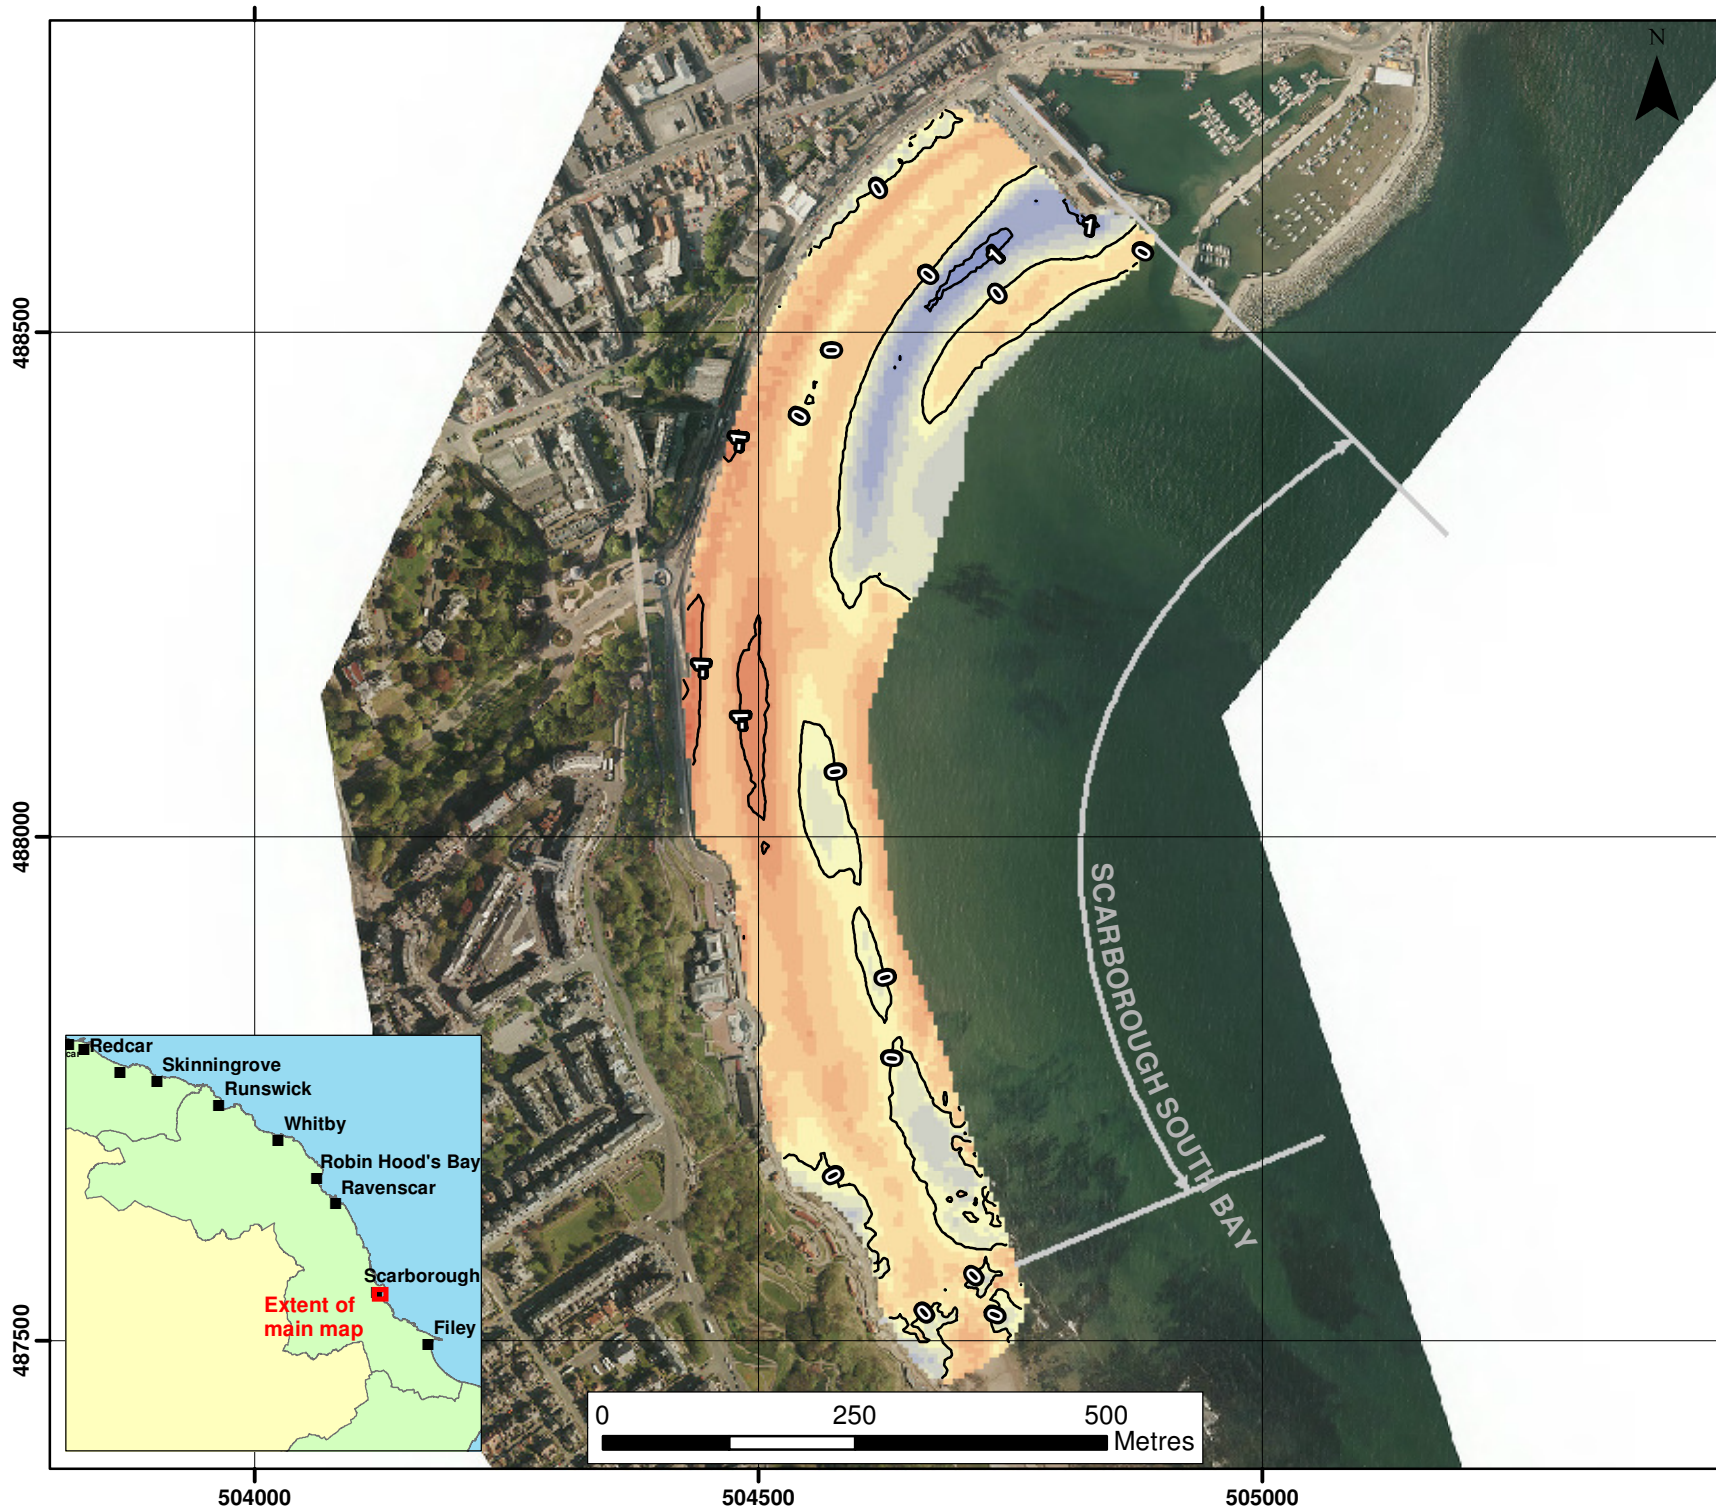 N
0
1
1
0
0
0
0
0
-1
-1
-1
0
0
0
0
0
0
0
488500
488000
487500
504000
504500
505000
SCARBOROUGH SOUTH BAY
car
Redcar
Skinningrove
Runswick
Whitby
Robin Hood's Bay
Ravenscar
Scarborough
Extent of
main map
Filey
0 250 500
Metres